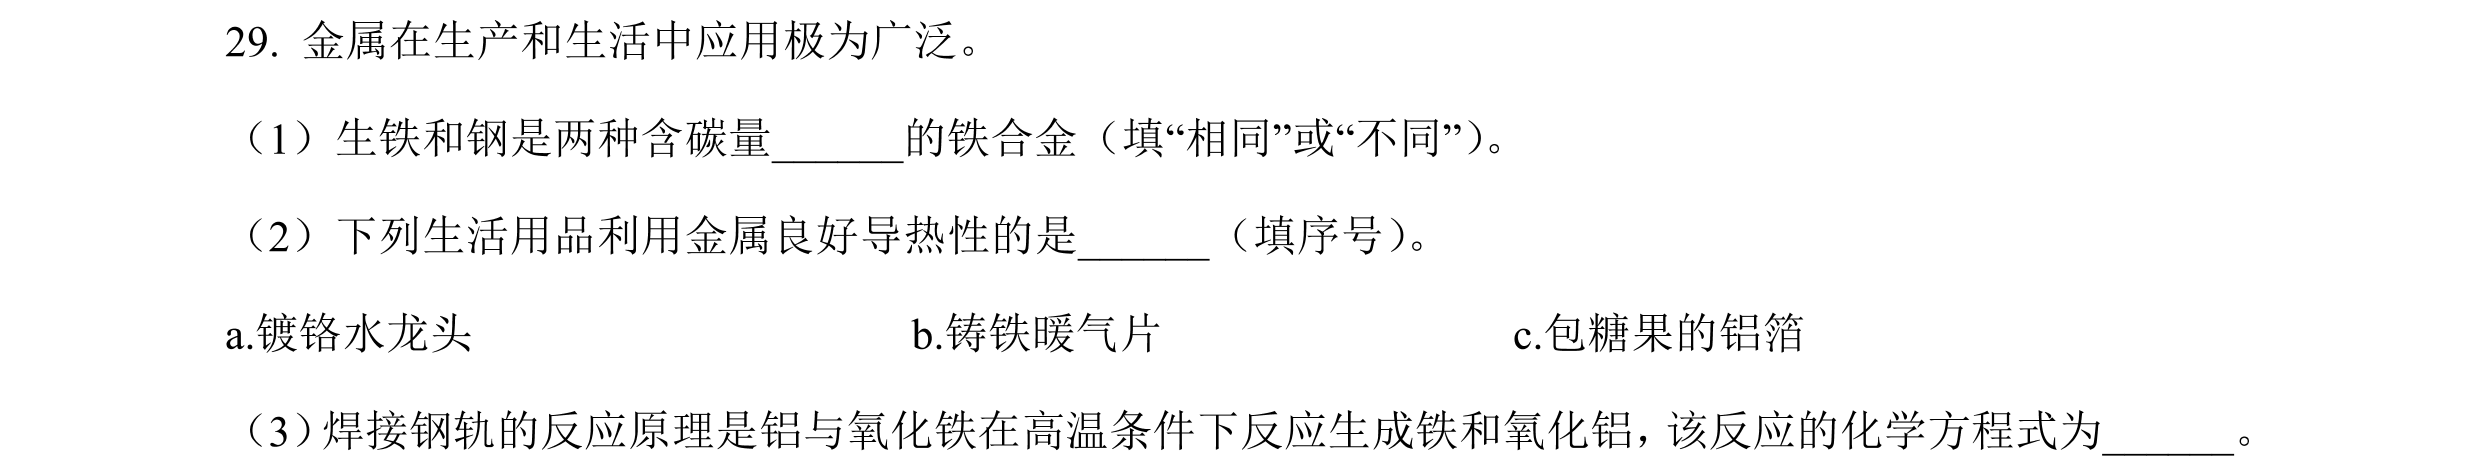 29. 金属在生产和生活中应用极为广泛。
（1）生铁和钢是两种含碳量______的铁合金（填“相同”或“不同”）。
（2）下列生活用品利用金属良好导热性的是______（填序号）。
a.镀铬水龙头 b.铸铁暖气片 c.包糖果的铝箔
（3）焊接钢轨的反应原理是铝与氧化铁在高温条件下反应生成铁和氧化铝，该反应的化学方程式为______。